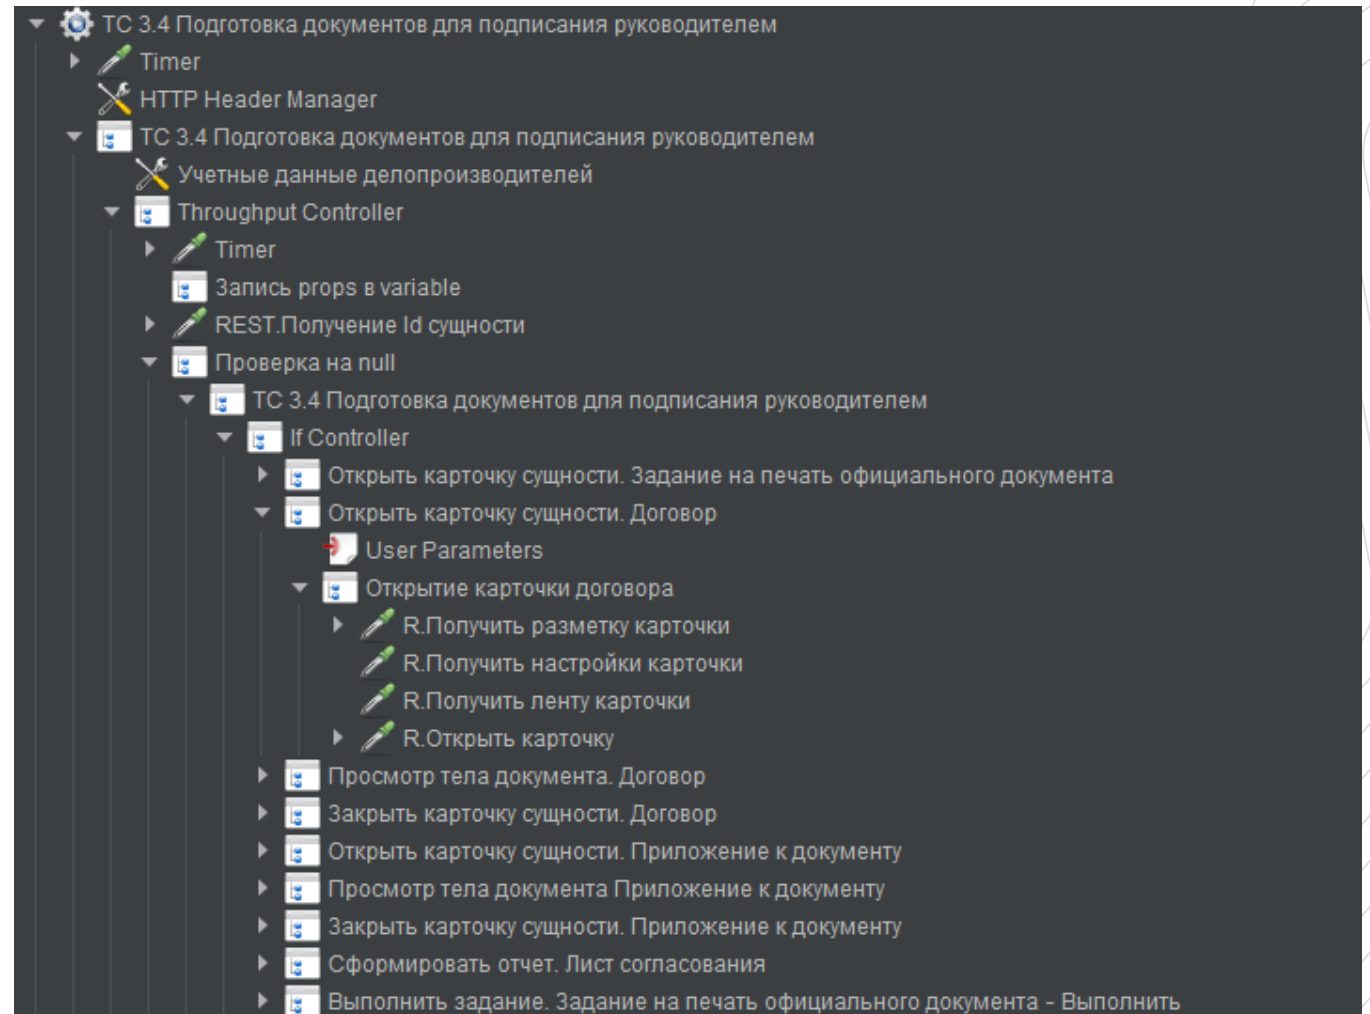 ТС 3.4 Подготовка документов для подписания руководителем
Timer
HTTP Header Manager
ТС 3.4 Подготовка документов для подписания руководителем
Учетные данные делопроизводителей
Throughput Controller
Timer
Запись props в variable
REST.Получение Id сущности
Проверка на null
ТС 3.4 Подготовка документов для подписания руководителем
If Controller
Открыть карточку сущности. Задание на печать официального документа
Открыть карточку сущности. Договор
User Parameters
Открытие карточки договора
R.Получить разметку карточки
R.Получить настройки карточки
R.Получить ленту карточки
R.Открыть карточку
Просмотр тела документа. Договор
Закрыть карточку сущности. Договор
Открыть карточку сущности. Приложение к документу
Просмотр тела документа Приложение к документу
Закрыть карточку сущности. Приложение к документу
Сформировать отчет. Лист согласования
Выполнить задание. Задание на печать официального документа - Выполнить